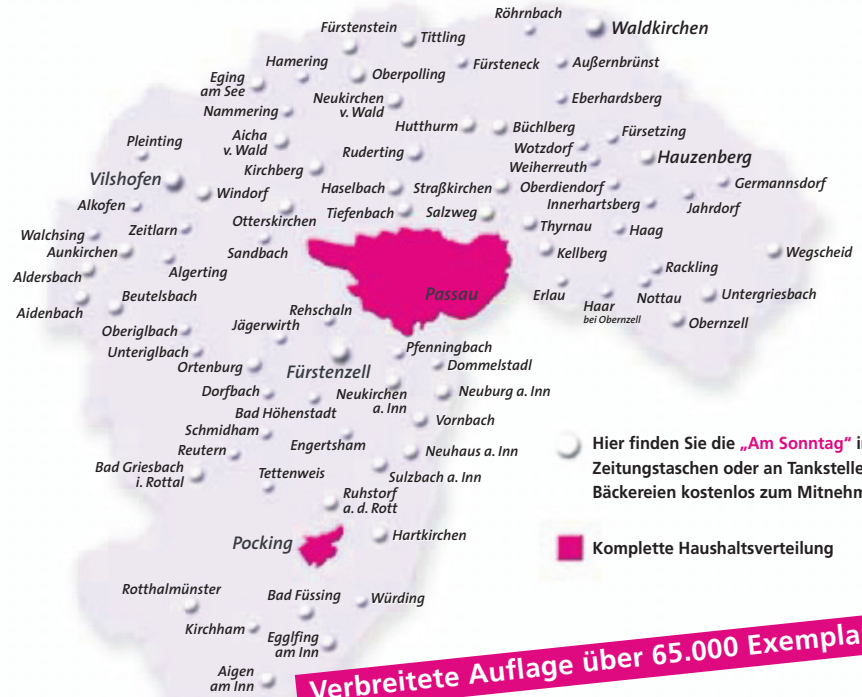 Röhrnbach
Waldkirchen
Fürstenstein
Tittling
Hamering
Oberpolling
Fürsteneck
Außernbrünst
Eging
am See
Neukirchen
v. Wald
Eberhardsberg
Nammering
Hutthurm
Büchlberg
Fürsetzing
Pleinting
Aicha
v. Wald
Ruderting
Wotzdorf
Hauzenberg
Weiherreuth
Kirchberg
Vilshofen
Windorf
Haselbach
Straßkirchen
Oberdiendorf
Germannsdorf
Alkofen
Innerhartsberg
Jahrdorf
Otterskirchen
Tiefenbach
Salzweg
Thyrnau
Haag
Walchsing
Zeitlarn
Aunkirchen
Sandbach
Kellberg
Wegscheid
Aldersbach
Algerting
Rackling
Passau
Erlau
Haar
bei Obernzell
Nottau
Untergriesbach
Aidenbach
Beutelsbach
Rehschaln
Obernzell
Oberiglbach
Jägerwirth
Unteriglbach
Pfenningbach
Ortenburg
Fürstenzell
Dommelstadl
Dorfbach
Neukirchen
a. Inn
Neuburg a. Inn
Bad Höhenstadt
Vornbach
Schmidham
Engertsham
Reutern
Neuhaus a. Inn
Bad Griesbach
i. Rottal
Tettenweis
Sulzbach a. Inn
Ruhstorf
a. d. Rott
Pocking
Hartkirchen
Rotthalmünster
Bad Füssing
Würding
Kirchham
Egglfing
am Inn
Aigen
am Inn
Hier finden Sie die „Am Sonntag“ i
Zeitungstaschen oder an Tankstelle
Bäckereien kostenlos zum Mitnehm
Komplette Haushaltsverteilung
Verbreitete Auflage über 65.000 Exempla